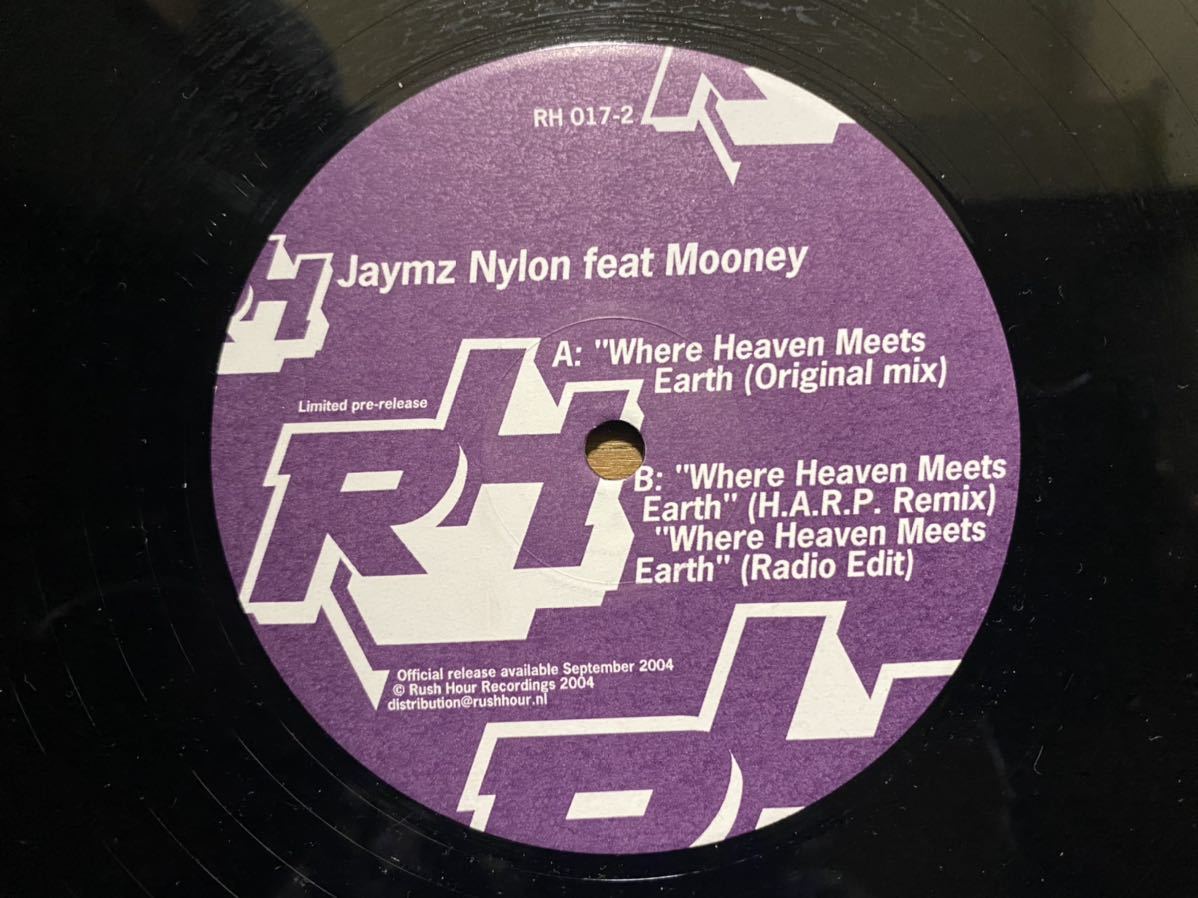 RH 017-2
Jaymz Nylon feat Mooney
A: "Where Heaven Meets
Earth (Original mix)
Limited pre-release
RH
B: "Where Heaven Meets
Earth" (H.A.R.P. Remix)
"Where Heaven Meets
Earth" (Radio Edit)
Official release available September 2004
© Rush Hour Recordings 2004
distribution@rushhour.nl